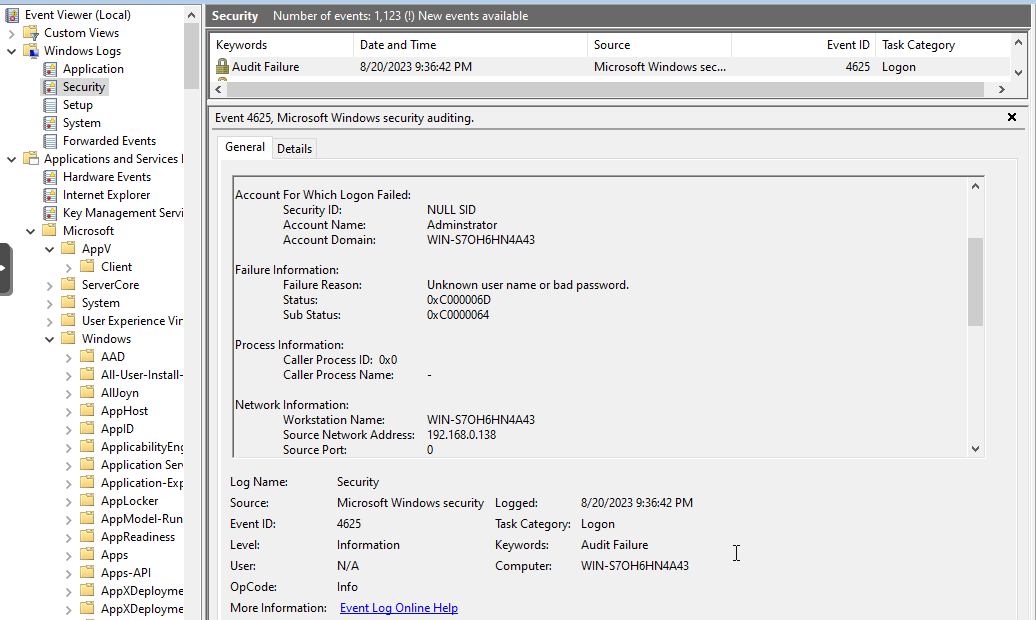 Event Viewer (Local)
Custom Views
Windows Logs
Application
Security
Setup
System
Forwarded Events
Applications and Services
Hardware Events
Internet Explorer
Key Management Servi
Microsoft
AppV
Client
ServerCore
System
User Experience Vir
Windows
AAD
All-User-Install-
AllJoyn
AppHost
AppID
ApplicabilityEng
Application Serv
Application-Exp
AppLocker
AppModel-Run
AppReadiness
Apps
Apps-API
AppXDeployme
AppXDeployme
Security Number of events: 1,123 (!) New events available
Keywords Date and Time Source Event ID Task Category
Audit Failure 8/20/2023 9:36:42 PM Microsoft Windows sec... 4625 Logon
Event 4625, Microsoft Windows security auditing.
General Details
Account For Which Logon Failed:
Security ID: NULL SID
Account Name: Adminstrator
Account Domain: WIN-S7OH6HN4A43
Failure Information:
Failure Reason: Unknown user name or bad password.
Status: 0xC000006D
Sub Status: 0xC0000064
Process Information:
Caller Process ID: 0x0
Caller Process Name: -
Network Information:
Workstation Name: WIN-S7OH6HN4A43
Source Network Address: 192.168.0.138
Source Port: 0
Log Name: Security
Source: Microsoft Windows security Logged: 8/20/2023 9:36:42 PM
Event ID: 4625 Task Category: Logon
Level: Information Keywords: Audit Failure
User: N/A Computer: WIN-S7OH6HN4A43
OpCode: Info
More Information: Event Log Online Help